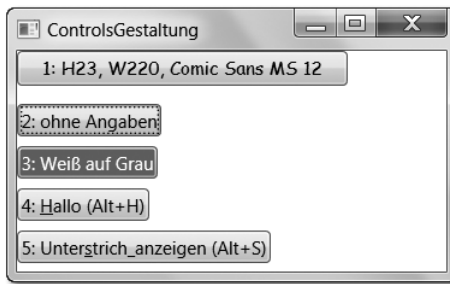 ControlsGestaltung
1: H23, W220, Comic Sans MS 12
2: ohne Angaben
3: Weiß auf Grau
4: Hallo (Alt+H)
5: Unterstrich_anzeigen (Alt+S)